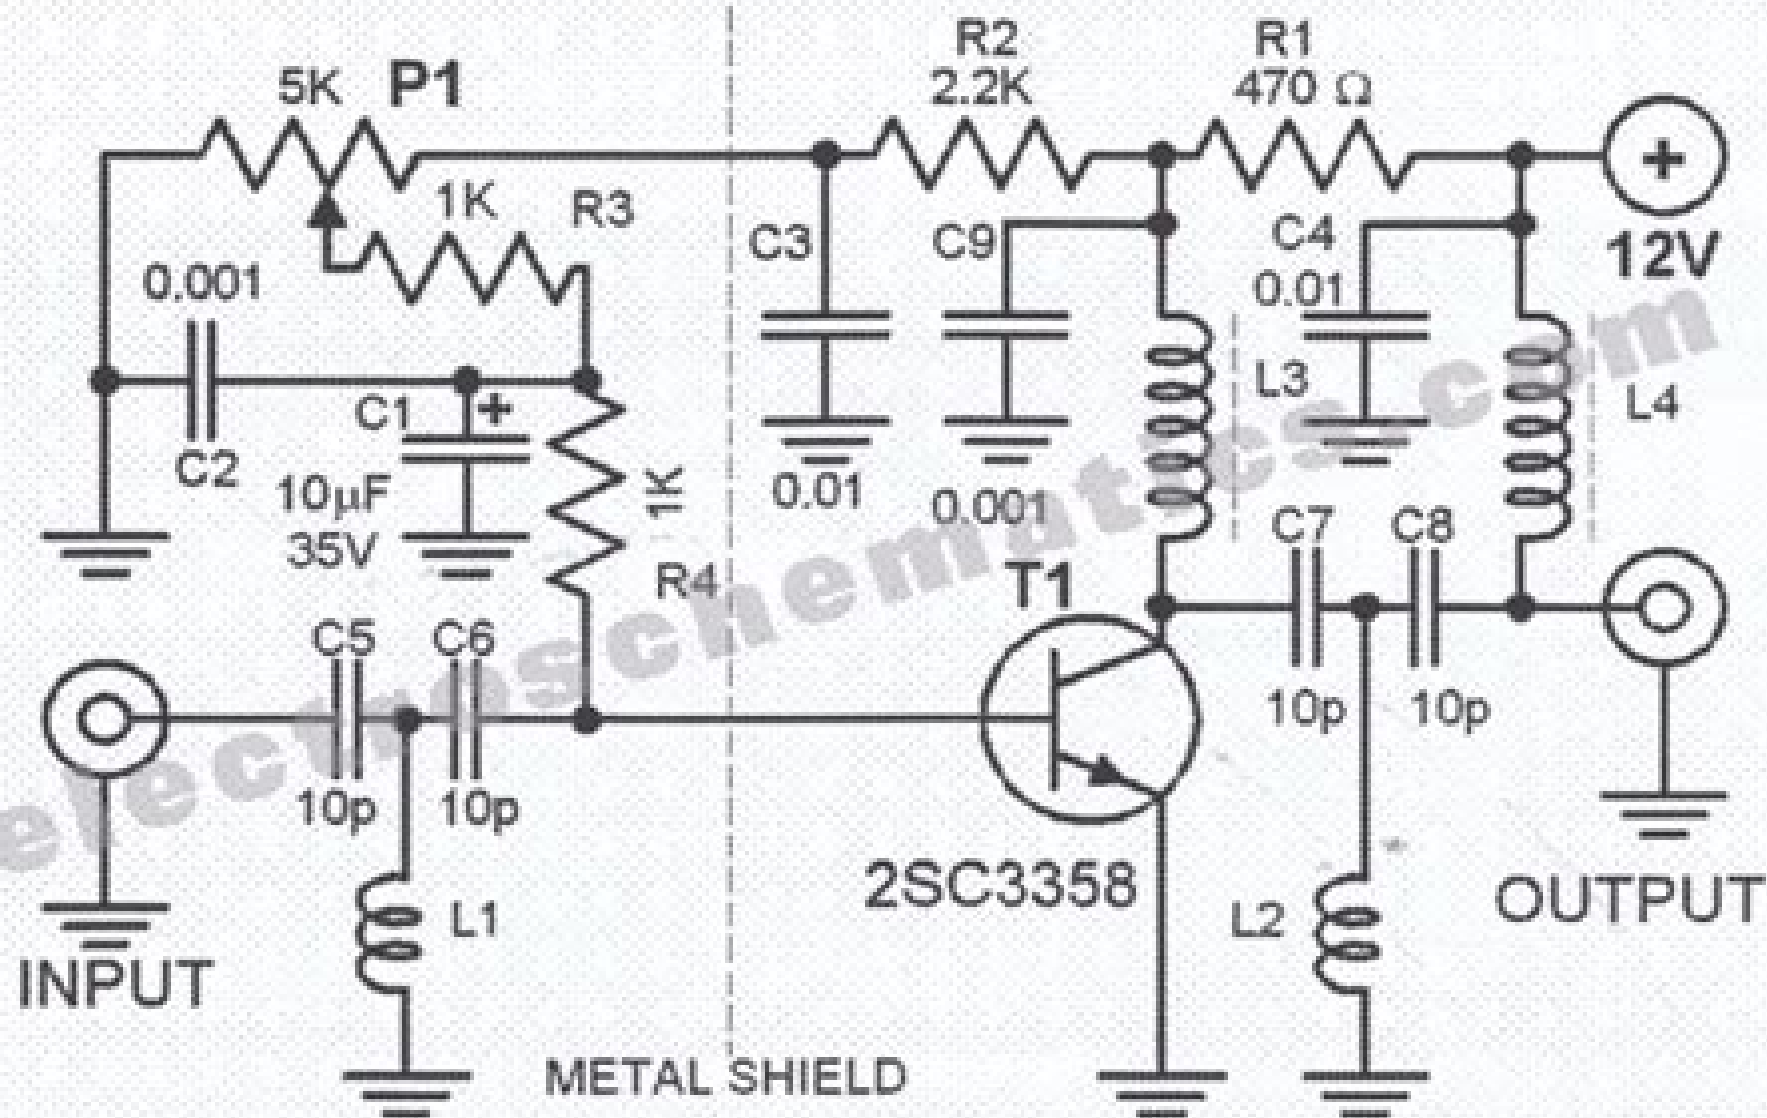 R2
R1
5K P1
2.2K
470 Ω
+
1K
R3
C3
C9
C4
12V
0.001
0.01
L3
L4
C1
+
C2
10µF
35V
1K
0.01
0.001
C7
C8
R4
T1
C5
C6
10p
10p
10p
10p
2SC3358
L1
L2
OUTPUT
INPUT
METAL SHIELD
electroschematics.com